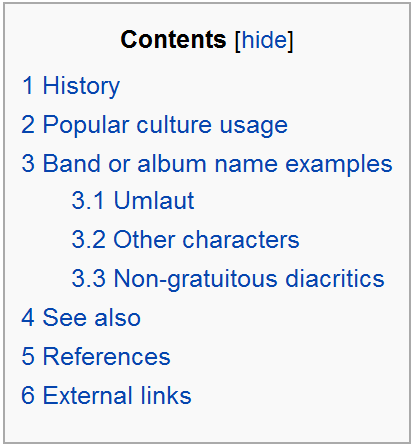 Contents [hide]
1 History
2 Popular culture usage
3 Band or album name examples
3.1 Umlaut
3.2 Other characters
3.3 Non-gratuitous diacritics
4 See also
5 References
6 External links